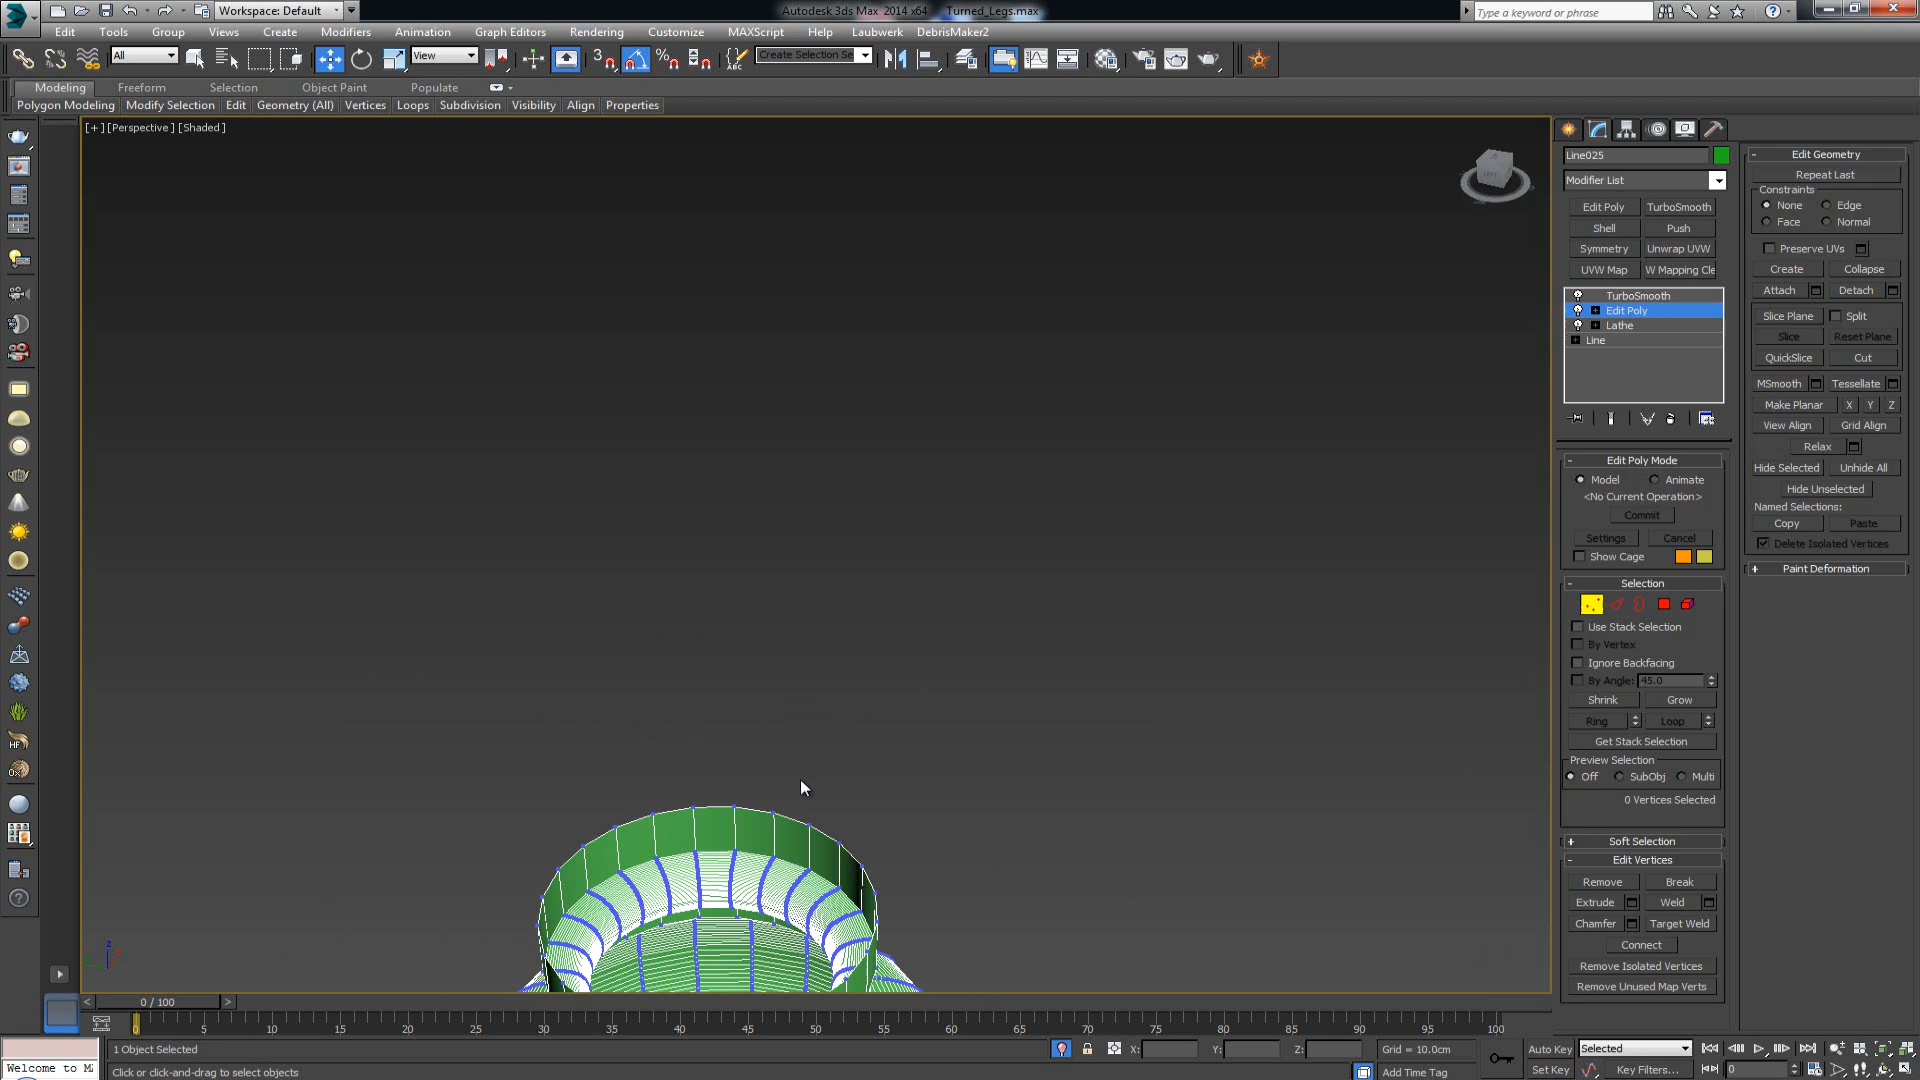 Workspace: Default
Autodesk 3ds Max 2014 x64    Turned_Legs.max
Type a keyword or phrase
Edit Tools Group Views Create Modifiers Animation Graph Editors Rendering Customize MAXScript Help Laubwerk DebrisMaker2
All View Create Selection Se
Modeling Freeform Selection Object Paint Populate
Polygon Modeling Modify Selection Edit Geometry (All) Vertices Loops Subdivision Visibility Align Properties
[+] [Perspective ] [Shaded ]
Line025
Modifier List
Edit Poly TurboSmooth
Shell Push
Symmetry Unwrap UVW
UVW Map W Mapping Cle
TurboSmooth
Edit Poly
Lathe
Line
Edit Poly Mode
Model Animate
<No Current Operation>
Commit
Settings Cancel
Show Cage
Selection
Use Stack Selection
By Vertex
Ignore Backfacing
By Angle: 45.0
Shrink Grow
Ring Loop
Get Stack Selection
Preview Selection
Off SubObj Multi
0 Vertices Selected
Soft Selection
Edit Vertices
Remove Break
Extrude Weld
Chamfer Target Weld
Connect
Remove Isolated Vertices
Remove Unused Map Verts
Edit Geometry
Repeat Last
Constraints
None Edge
Face Normal
Preserve UVs
Create Collapse
Attach Detach
Slice Plane Split
Slice Reset Plane
QuickSlice Cut
MSmooth Tessellate
Make Planar X Y Z
View Align Grid Align
Relax
Hide Selected Unhide All
Hide Unselected
Named Selections:
Copy Paste
Delete Isolated Vertices
Paint Deformation
z
< 0 / 100 >
0 5 10 15 20 25 30 35 40 45 50 55 60 65 70 75 80 85 90 95 100
1 Object Selected X: Y: Z: Grid = 10.0cm Auto Key Selected
Welcome to M
Click or click-and-drag to select objects Add Time Tag Set Key Key Filters... 0